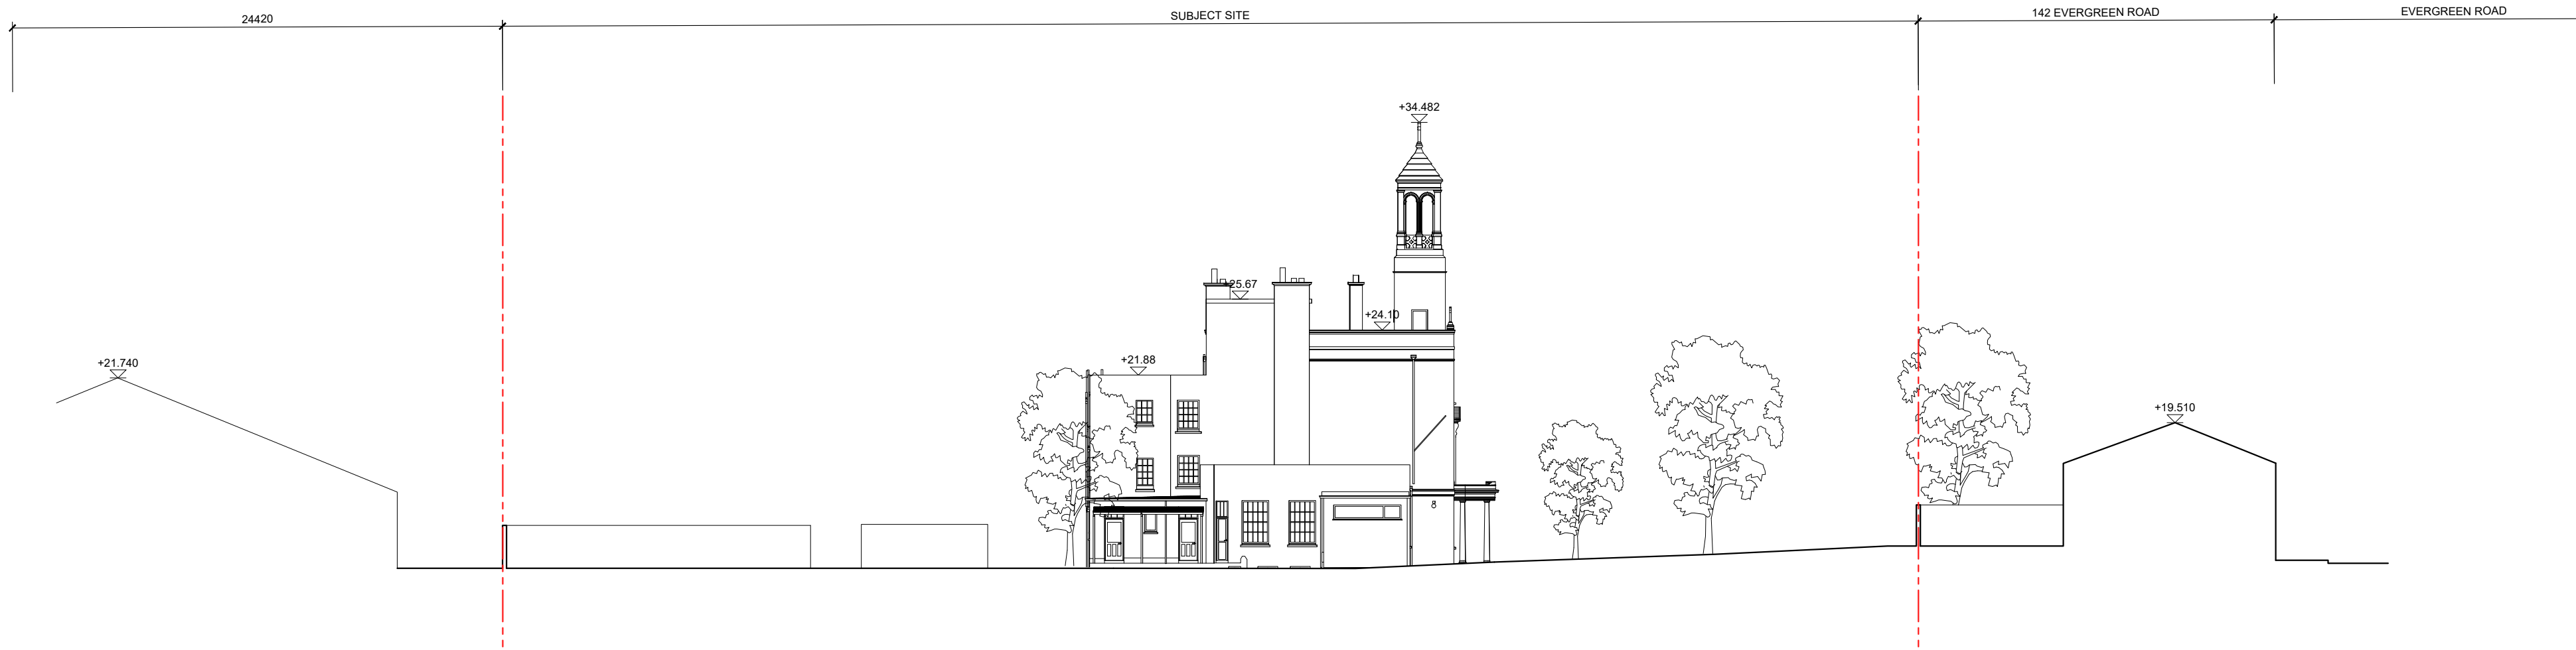 24420
SUBJECT SITE
142 EVERGREEN ROAD
EVERGREEN ROAD
+34.482
+25.67
+24.10
+21.88
+21.740
+19.510